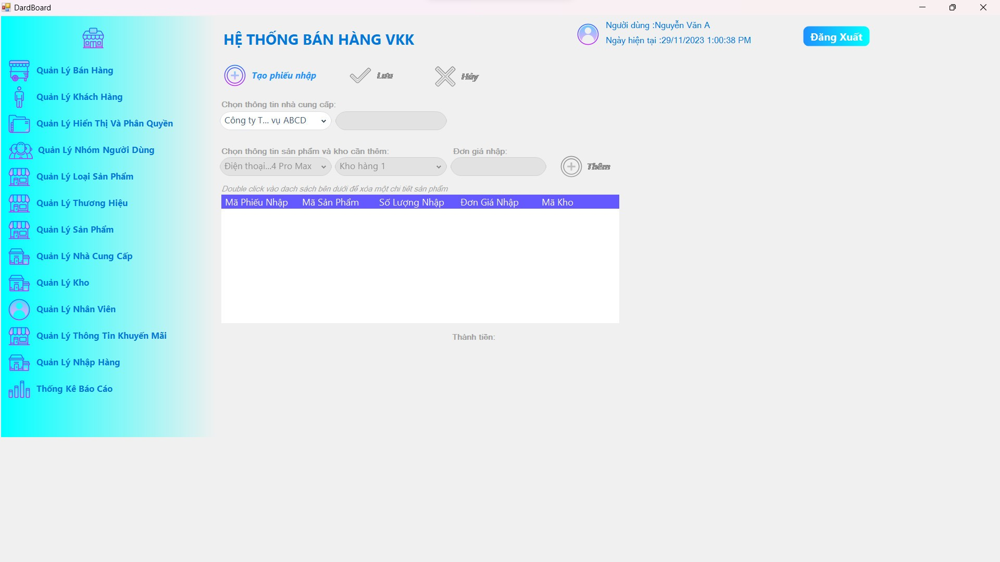 DardBoard
HỆ THỐNG BÁN HÀNG VKK
Người dùng :Nguyễn Văn A
Ngày hiện tại :29/11/2023 1:00:38 PM
Đăng Xuất
Quản Lý Bán Hàng
Quản Lý Khách Hàng
Quản Lý Hiển Thị Và Phân Quyền
Quản Lý Nhóm Người Dùng
Quản Lý Loại Sản Phẩm
Quản Lý Thương Hiệu
Quản Lý Sản Phẩm
Quản Lý Nhà Cung Cấp
Quản Lý Kho
Quản Lý Nhân Viên
Quản Lý Thông Tin Khuyến Mãi
Quản Lý Nhập Hàng
Thống Kê Báo Cáo
Tạo phiếu nhập Lưu Hủy
Chọn thông tin nhà cung cấp:
Công ty T... vụ ABCD
Chọn thông tin sản phẩm và kho cần thêm: Đơn giá nhập:
Điện thoại...4 Pro Max Kho hàng 1 Thêm
Double click vào dach sách bên dưới để xóa một chi tiết sản phẩm
Mã Phiếu Nhập Mã Sản Phẩm Số Lượng Nhập Đơn Giá Nhập Mã Kho
Thành tiền: